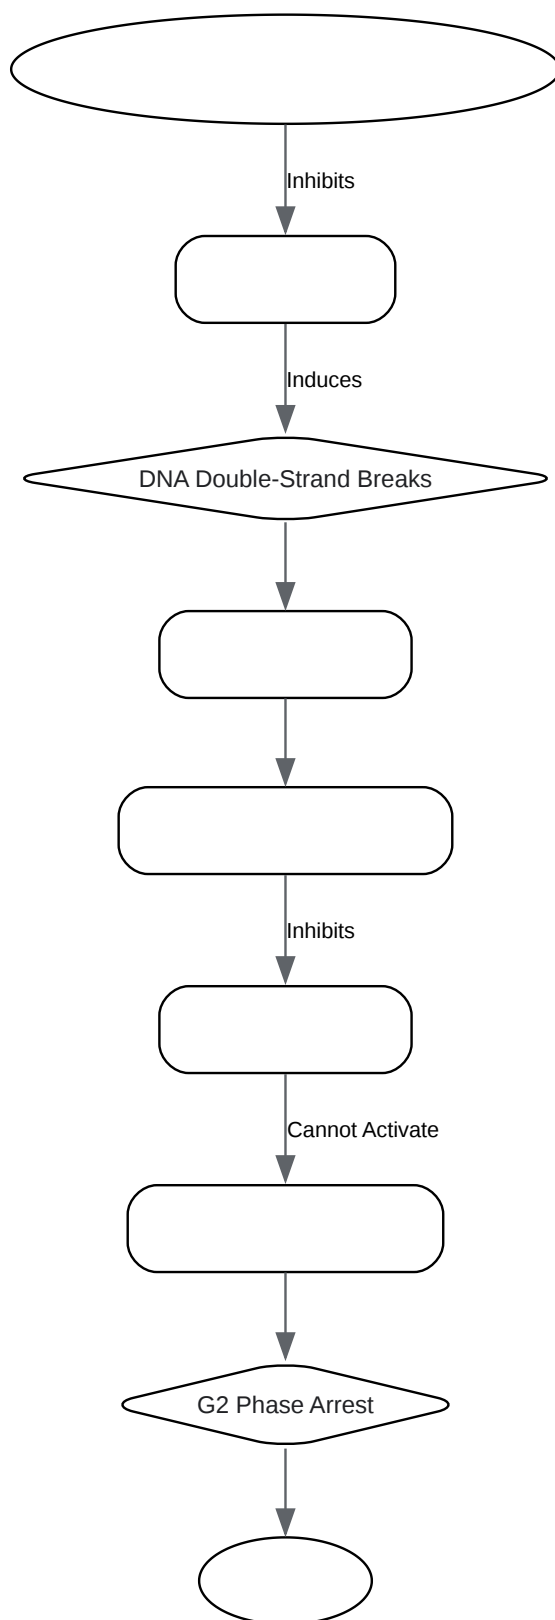 Inhibits
Induces
DNA Double-Strand Breaks
Inhibits
Cannot Activate
G2 Phase Arrest